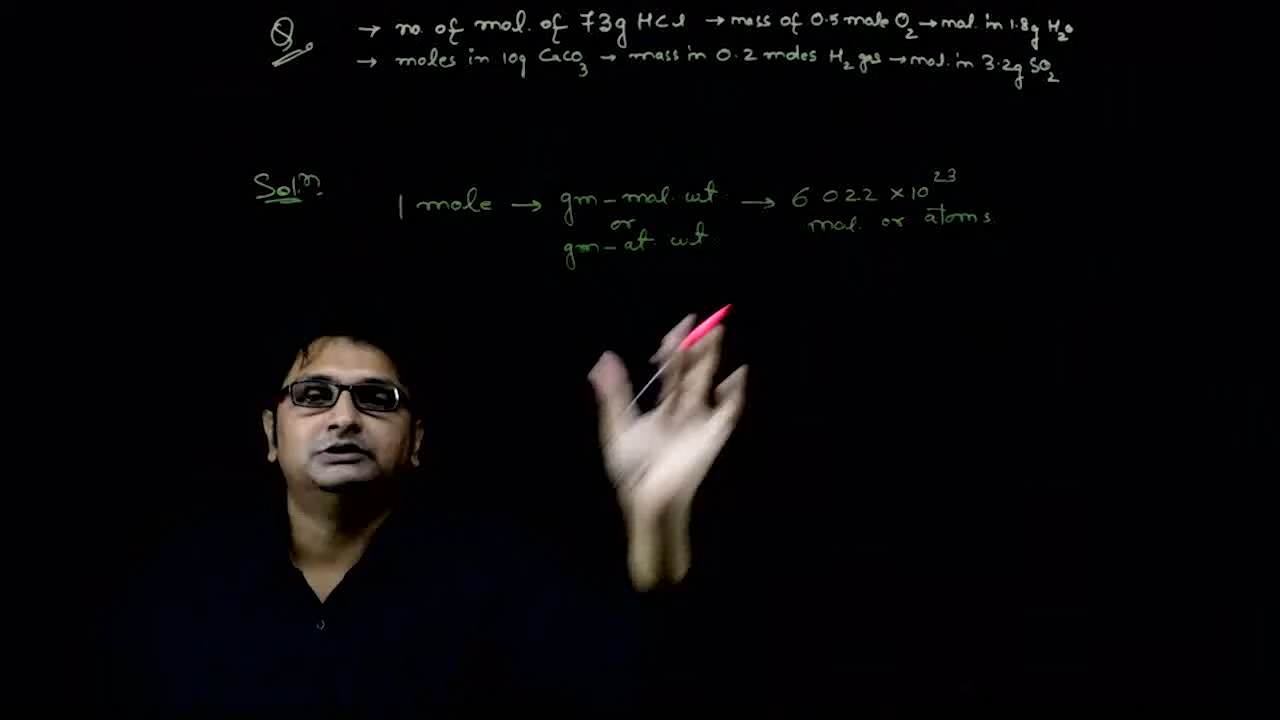 Q. → no. of mol. of 73g HCl → mass of 0.5 mole O2 → mol. in 1.8g H2O
→ moles in 10g CaCO3 → mass in 0.2 moles H2 gas → mol. in 3.2g SO2
Sol.n. 1 mole → gm-mol. wt. → 6.022 × 10^23
or mol. or atoms.
gm-at. wt.